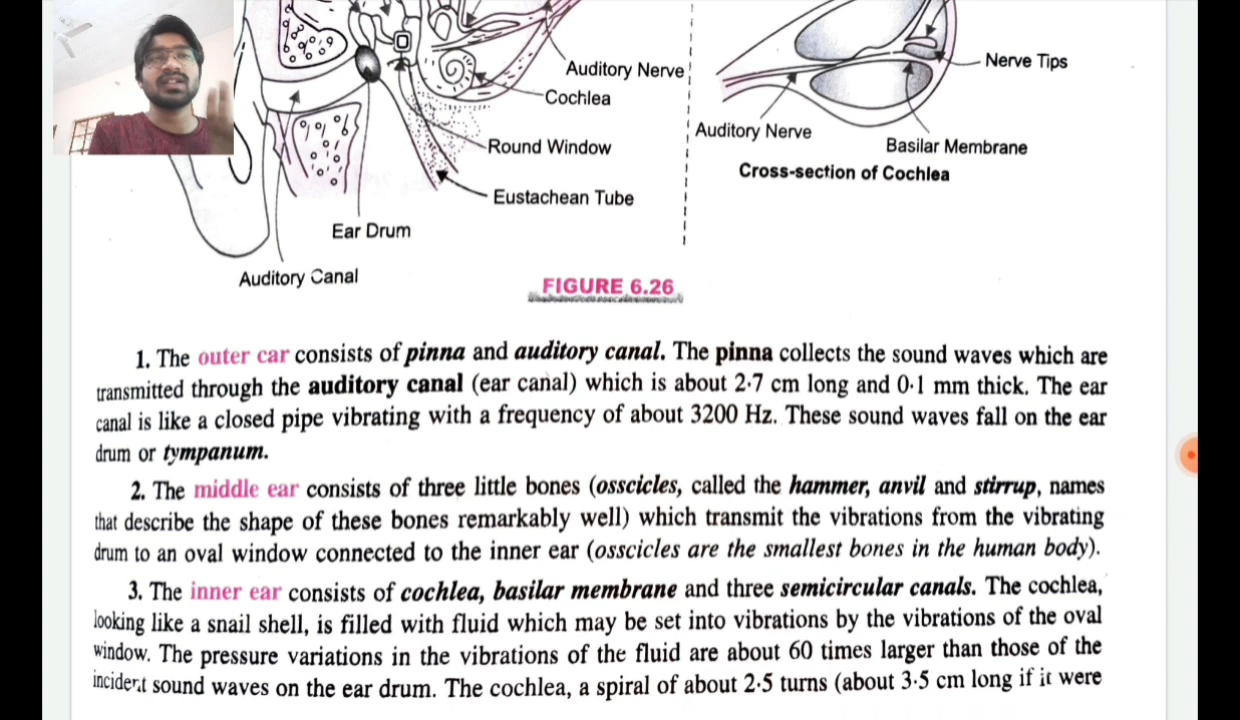 Auditory Nerve
Cochlea
Round Window
Eustachean Tube
Ear Drum
Auditory Canal
Nerve Tips
Auditory Nerve
Basilar Membrane
Cross-section of Cochlea
FIGURE 6.26
1. The outer car consists of pinna and auditory canal. The pinna collects the sound waves which are
transmitted through the auditory canal (ear canal) which is about 2·7 cm long and 0·1 mm thick. The ear
canal is like a closed pipe vibrating with a frequency of about 3200 Hz. These sound waves fall on the ear
drum or tympanum.
2. The middle ear consists of three little bones (osscicles, called the hammer, anvil and stirrup, names
that describe the shape of these bones remarkably well) which transmit the vibrations from the vibrating
drum to an oval window connected to the inner ear (osscicles are the smallest bones in the human body).
3. The inner ear consists of cochlea, basilar membrane and three semicircular canals. The cochlea,
looking like a snail shell, is filled with fluid which may be set into vibrations by the vibrations of the oval
window. The pressure variations in the vibrations of the fluid are about 60 times larger than those of the
incident sound waves on the ear drum. The cochlea, a spiral of about 2·5 turns (about 3·5 cm long if it were